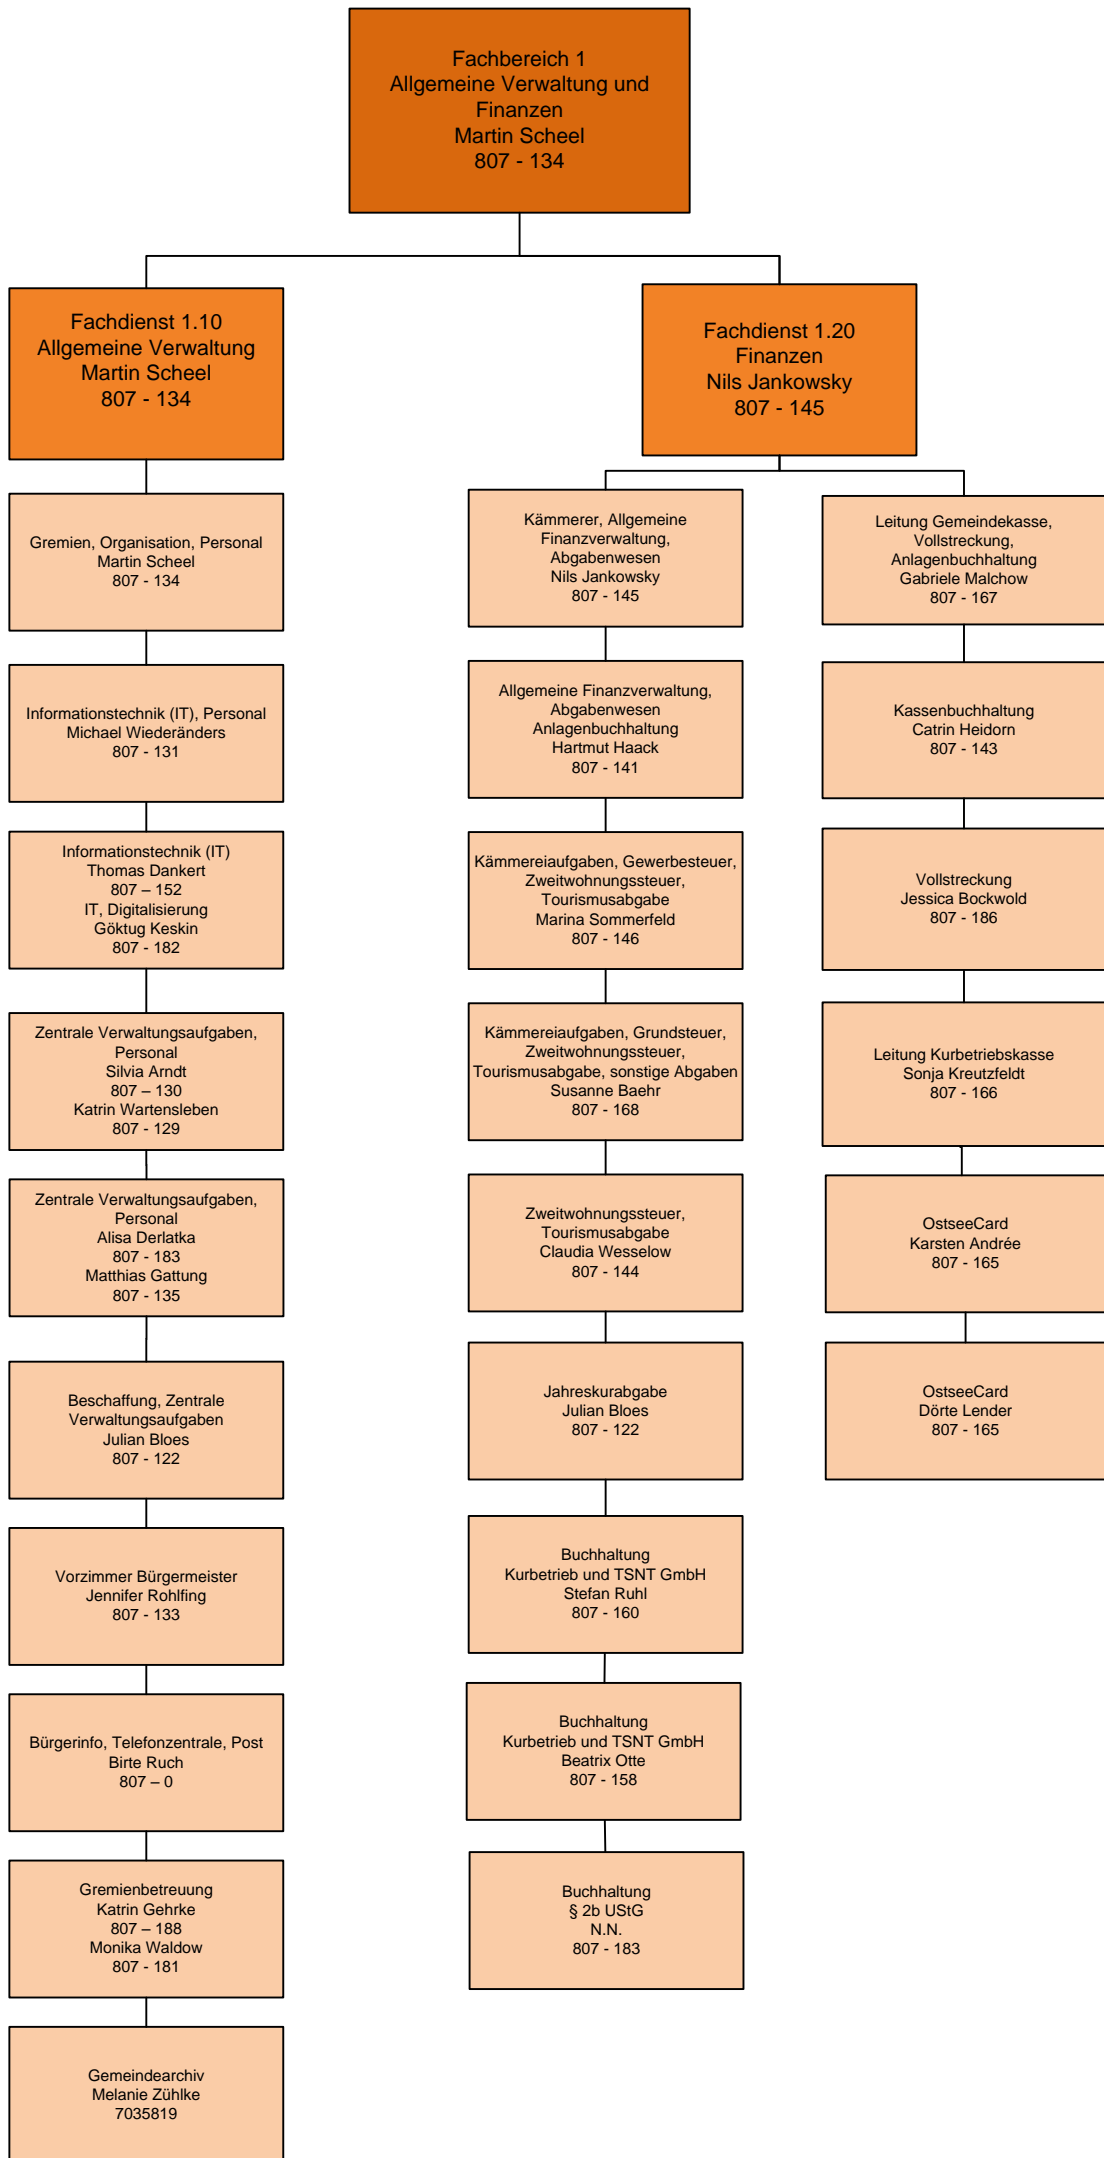 Fachbereich 1
Allgemeine Verwaltung und
Finanzen
Martin Scheel
807 - 134
Fachdienst 1.10
Allgemeine Verwaltung
Martin Scheel
807 - 134
Gremien, Organisation, Personal
Martin Scheel
807 - 134
Informationstechnik (IT), Personal
Michael Wiederänders
807 - 131
Informationstechnik (IT)
Thomas Dankert
807 – 152
IT, Digitalisierung
Göktug Keskin
807 - 182
Zentrale Verwaltungsaufgaben,
Personal
Silvia Arndt
807 – 130
Katrin Wartensleben
807 - 129
Zentrale Verwaltungsaufgaben,
Personal
Alisa Derlatka
807 - 183
Matthias Gattung
807 - 135
Beschaffung, Zentrale
Verwaltungsaufgaben
Julian Bloes
807 - 122
Vorzimmer Bürgermeister
Jennifer Rohlfing
807 - 133
Bürgerinfo, Telefonzentrale, Post
Birte Ruch
807 – 0
Gremienbetreuung
Katrin Gehrke
807 – 188
Monika Waldow
807 - 181
Gemeindearchiv
Melanie Zühlke
7035819
Fachdienst 1.20
Finanzen
Nils Jankowsky
807 - 145
Kämmerer, Allgemeine
Finanzverwaltung,
Abgabenwesen
Nils Jankowsky
807 - 145
Allgemeine Finanzverwaltung,
Abgabenwesen
Anlagenbuchhaltung
Hartmut Haack
807 - 141
Kämmereiaufgaben, Gewerbesteuer,
Zweitwohnungssteuer,
Tourismusabgabe
Marina Sommerfeld
807 - 146
Kämmereiaufgaben, Grundsteuer,
Zweitwohnungssteuer,
Tourismusabgabe, sonstige Abgaben
Susanne Baehr
807 - 168
Zweitwohnungssteuer,
Tourismusabgabe
Claudia Wesselow
807 - 144
Jahreskurabgabe
Julian Bloes
807 - 122
Buchhaltung
Kurbetrieb und TSNT GmbH
Stefan Ruhl
807 - 160
Buchhaltung
Kurbetrieb und TSNT GmbH
Beatrix Otte
807 - 158
Buchhaltung
§ 2b UStG
N.N.
807 - 183
Leitung Gemeindekasse,
Vollstreckung,
Anlagenbuchhaltung
Gabriele Malchow
807 - 167
Kassenbuchhaltung
Catrin Heidorn
807 - 143
Vollstreckung
Jessica Bockwold
807 - 186
Leitung Kurbetriebskasse
Sonja Kreutzfeldt
807 - 166
OstseeCard
Karsten Andrée
807 - 165
OstseeCard
Dörte Lender
807 - 165